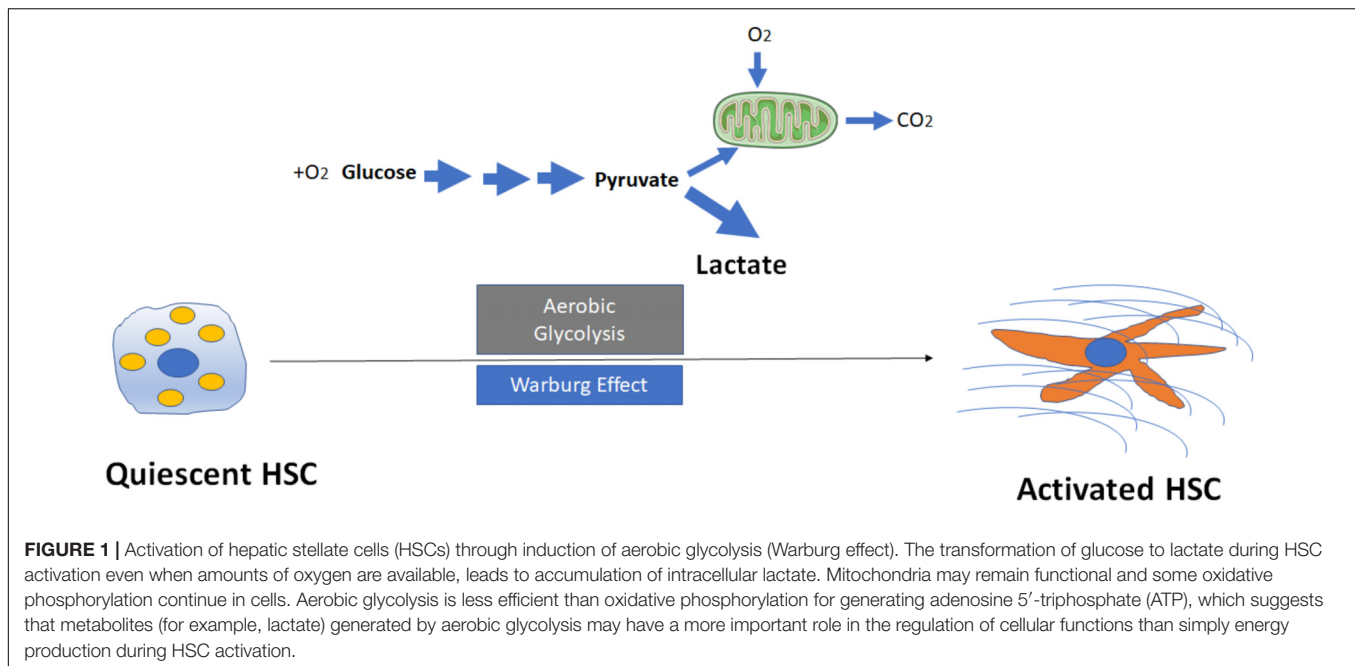 O2
CO2
+O2 Glucose
Pyruvate
Lactate
Aerobic
Glycolysis
Warburg Effect
Quiescent HSC
Activated HSC
FIGURE 1 | Activation of hepatic stellate cells (HSCs) through induction of aerobic glycolysis (Warburg effect). The transformation of glucose to lactate during HSC
activation even when amounts of oxygen are available, leads to accumulation of intracellular lactate. Mitochondria may remain functional and some oxidative
phosphorylation continue in cells. Aerobic glycolysis is less efficient than oxidative phosphorylation for generating adenosine 5′-triphosphate (ATP), which suggests
that metabolites (for example, lactate) generated by aerobic glycolysis may have a more important role in the regulation of cellular functions than simply energy
production during HSC activation.